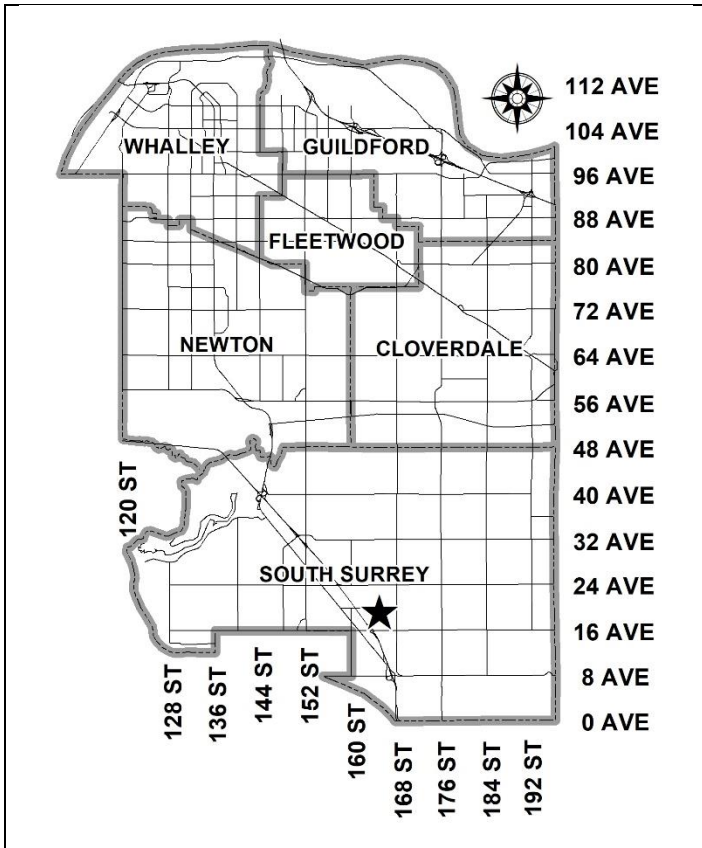 112 AVE
104 AVE
WHALLEY
GUILDFORD
96 AVE
88 AVE
FLEETWOOD
80 AVE
72 AVE
NEWTON
CLOVERDALE
64 AVE
56 AVE
48 AVE
120 ST
40 AVE
32 AVE
SOUTH SURREY
24 AVE
16 AVE
128 ST
136 ST
144 ST
152 ST
160 ST
8 AVE
0 AVE
168 ST
176 ST
184 ST
192 ST